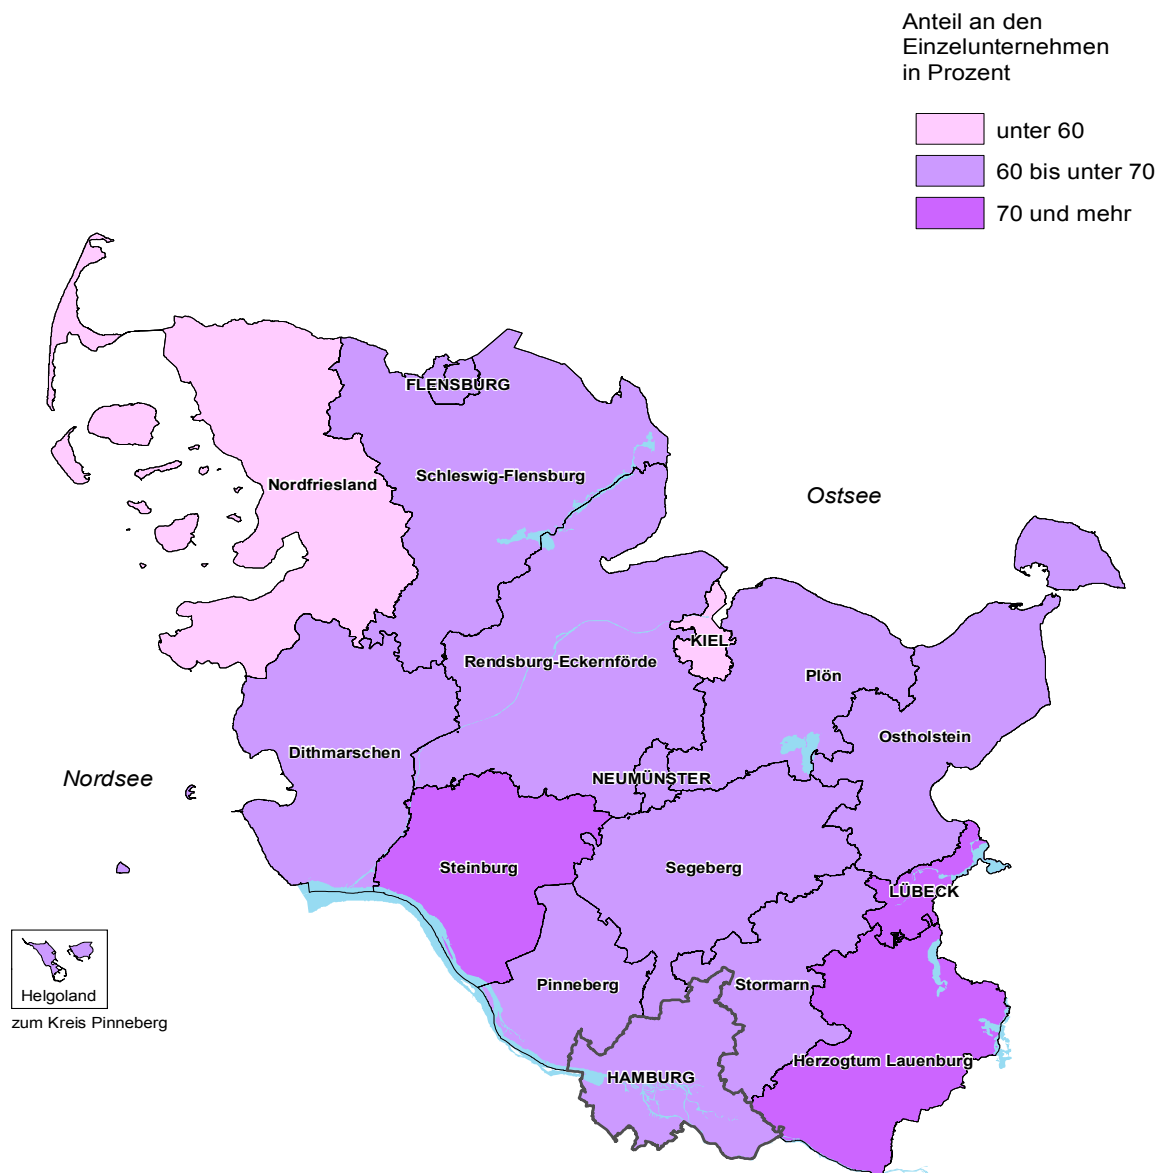 Anteil an den
Einzelunternehmen
in Prozent
unter 60
60 bis unter 70
70 und mehr
FLENSBURG
Schleswig-Flensburg
Nordfriesland
Ostsee
KIEL
Rendsburg-Eckernförde
Plön
Ostholstein
Dithmarschen
Nordsee
NEUMÜNSTER
Steinburg
Segeberg
LÜBECK
Pinneberg
Stormarn
Helgoland
zum Kreis Pinneberg
Herzogtum Lauenburg
HAMBURG